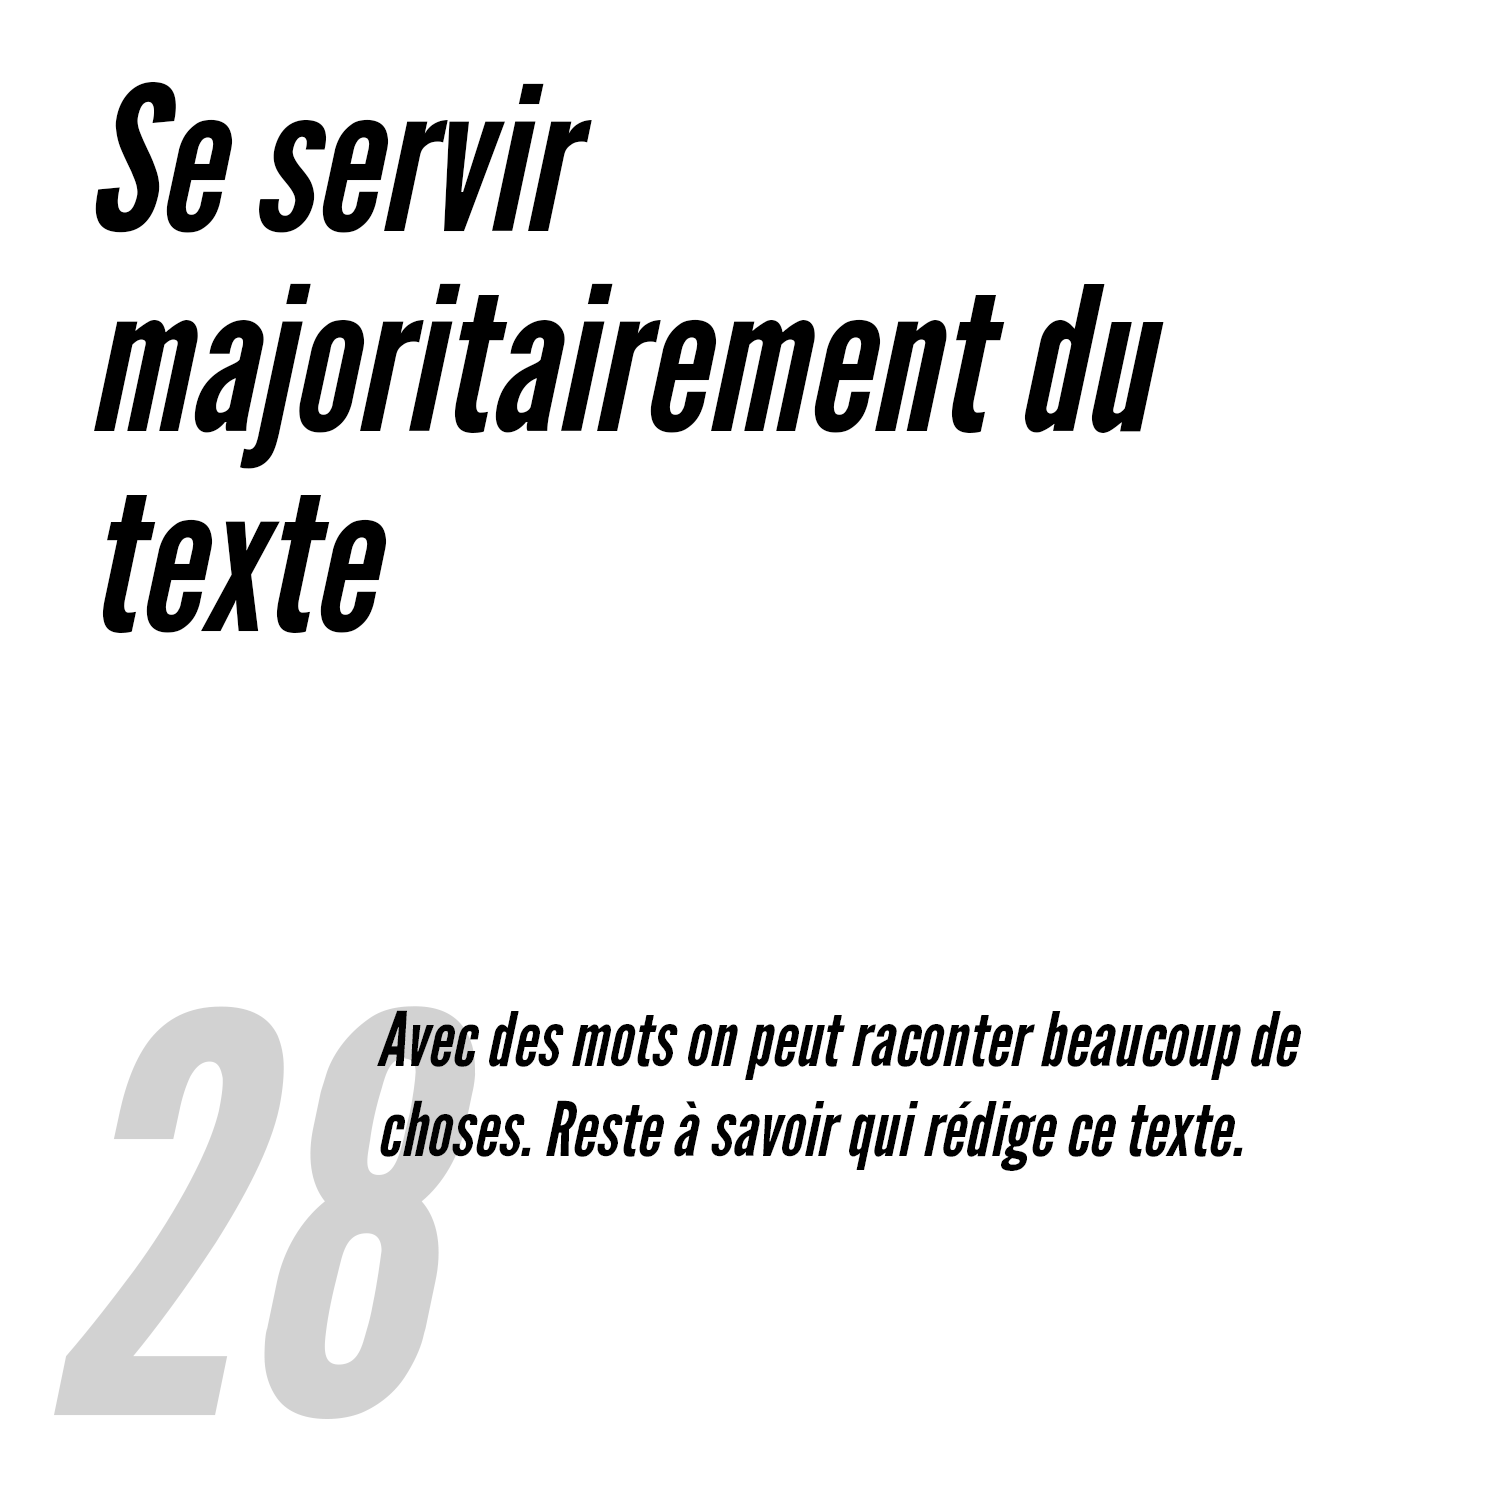 Se servir
majoritairement du
texte
28
Avec des mots on peut raconter beaucoup de
choses. Reste à savoir qui rédige ce texte.